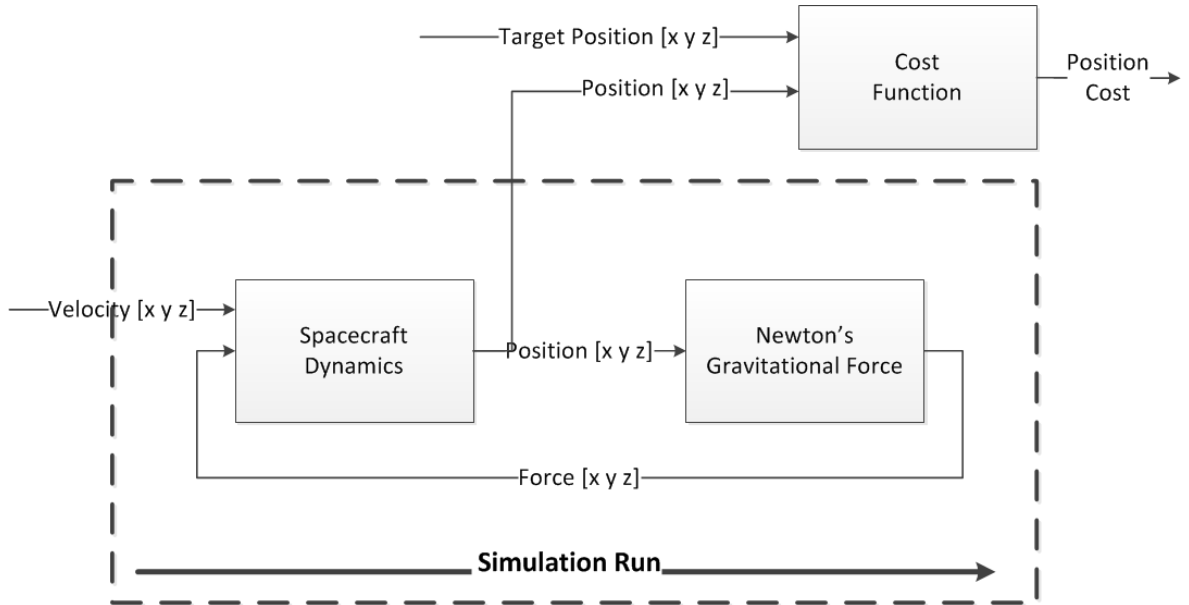 Target Position [x y z]
Position [x y z]
Cost
Function
Position
Cost
Velocity [x y z]
Spacecraft
Dynamics
Position [x y z]
Newton's
Gravitational Force
Force [x y z]
Simulation Run